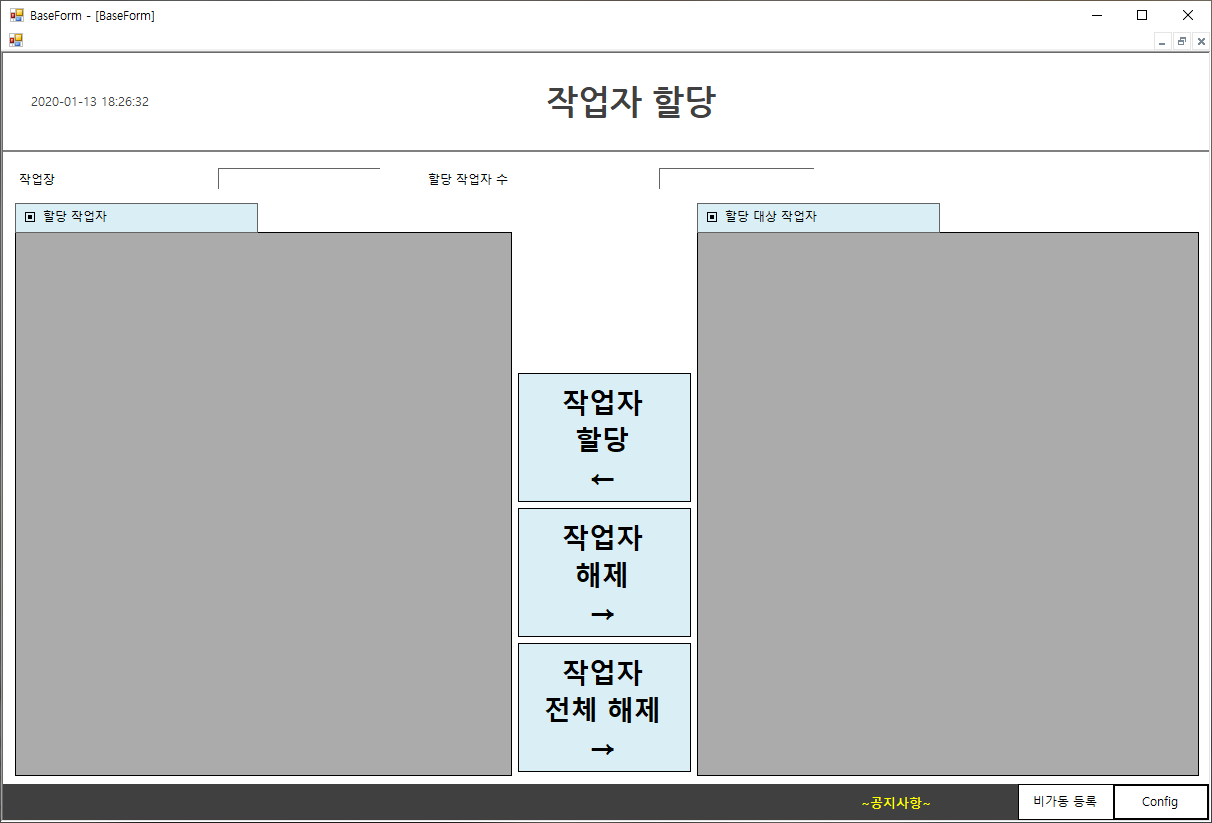 BaseForm - [BaseForm]
2020-01-13 18:26:32
작업자 할당
작업장
할당 작업자 수
▣ 할당 작업자
▣ 할당 대상 작업자
작업자
할당
←
작업자
해제
→
작업자
전체 해제
→
~공지사항~
비가동 등록
Config